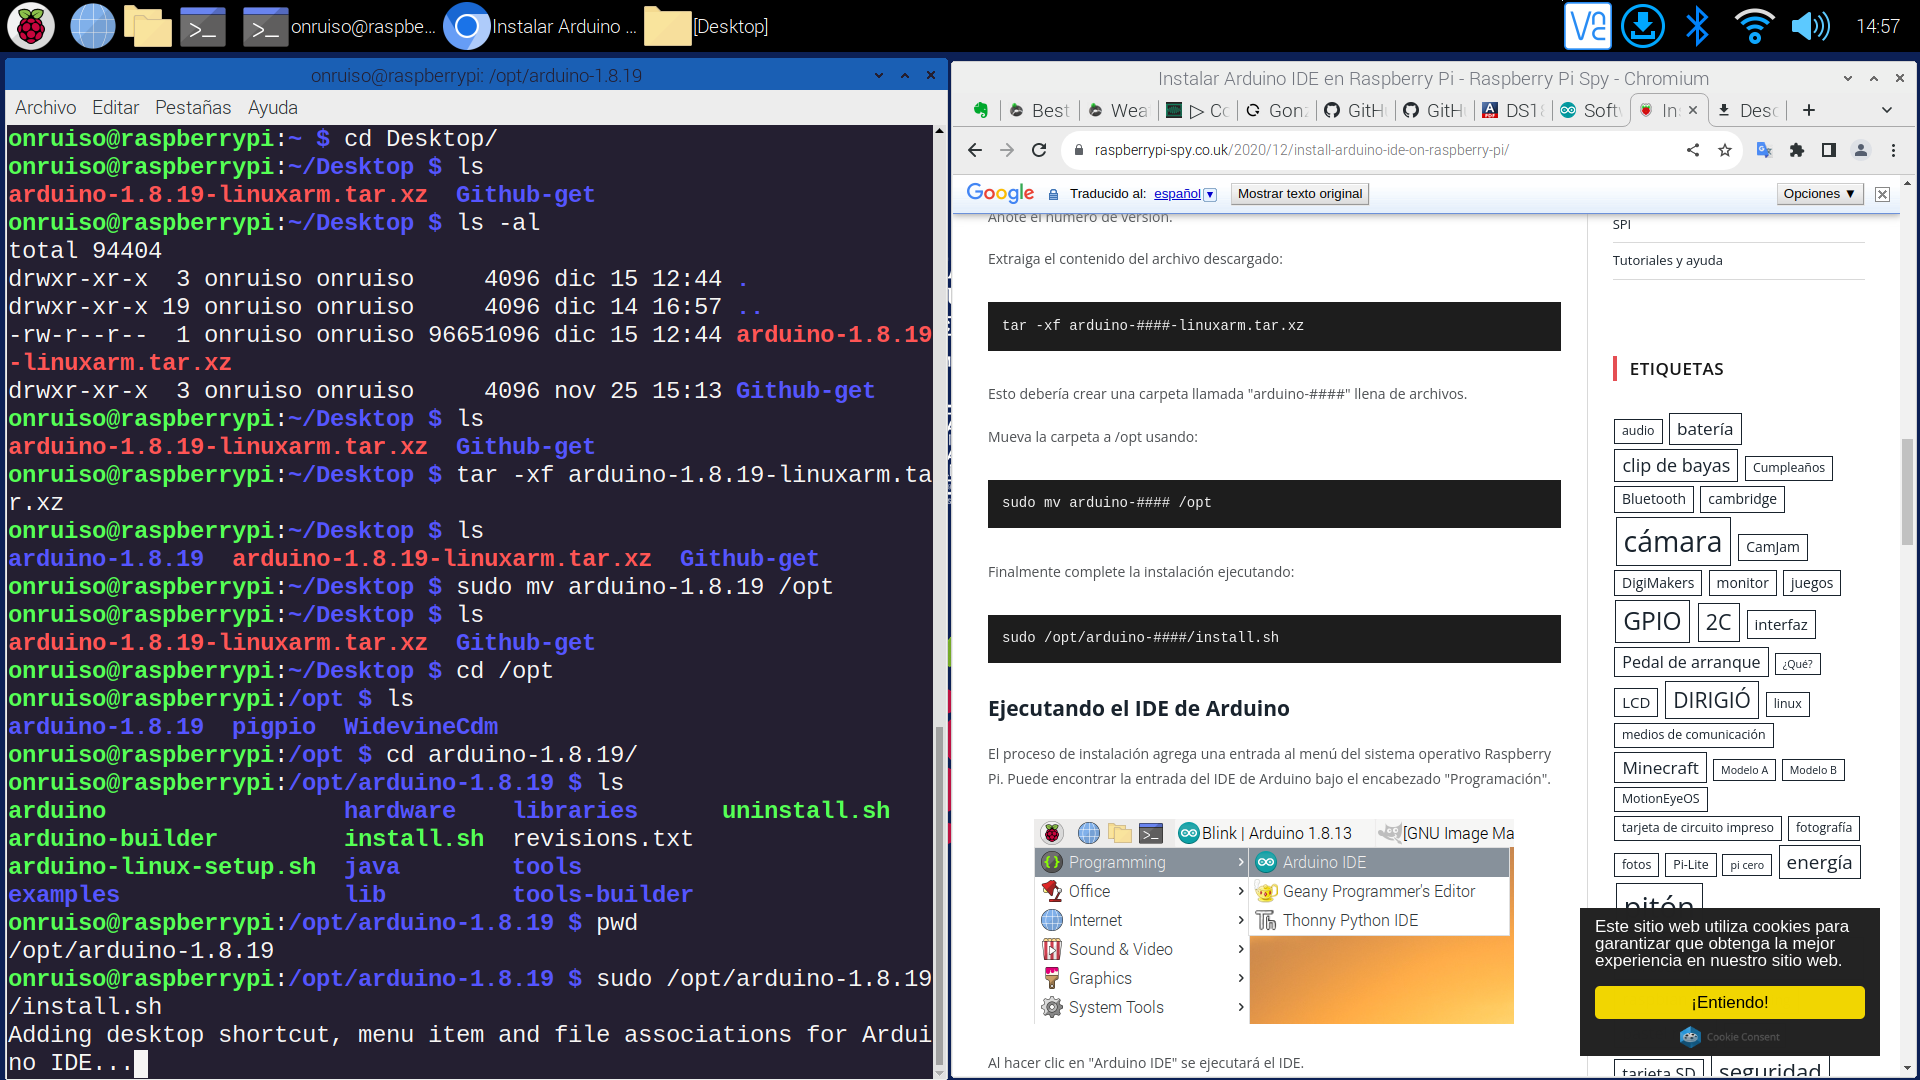 onruiso@raspbe...
Instalar Arduino ...
[Desktop]
14:57
onruiso@raspberrypi: /opt/arduino-1.8.19
Archivo Editar Pestañas Ayuda
onruiso@raspberrypi:~ $ cd Desktop/
onruiso@raspberrypi:~/Desktop $ ls
arduino-1.8.19-linuxarm.tar.xz Github-get
onruiso@raspberrypi:~/Desktop $ ls -al
total 94404
drwxr-xr-x 3 onruiso onruiso 4096 dic 15 12:44 .
drwxr-xr-x 19 onruiso onruiso 4096 dic 14 16:57 ..
-rw-r--r-- 1 onruiso onruiso 96651096 dic 15 12:44 arduino-1.8.19
-linuxarm.tar.xz
drwxr-xr-x 3 onruiso onruiso 4096 nov 25 15:13 Github-get
onruiso@raspberrypi:~/Desktop $ ls
arduino-1.8.19-linuxarm.tar.xz Github-get
onruiso@raspberrypi:~/Desktop $ tar -xf arduino-1.8.19-linuxarm.ta
r.xz
onruiso@raspberrypi:~/Desktop $ ls
arduino-1.8.19 arduino-1.8.19-linuxarm.tar.xz Github-get
onruiso@raspberrypi:~/Desktop $ sudo mv arduino-1.8.19 /opt
onruiso@raspberrypi:~/Desktop $ ls
arduino-1.8.19-linuxarm.tar.xz Github-get
onruiso@raspberrypi:~/Desktop $ cd /opt
onruiso@raspberrypi:/opt $ ls
arduino-1.8.19 pigpio WidevineCdm
onruiso@raspberrypi:/opt $ cd arduino-1.8.19/
onruiso@raspberrypi:/opt/arduino-1.8.19 $ ls
arduino hardware libraries uninstall.sh
arduino-builder install.sh revisions.txt
arduino-linux-setup.sh java tools
examples lib tools-builder
onruiso@raspberrypi:/opt/arduino-1.8.19 $ pwd
/opt/arduino-1.8.19
onruiso@raspberrypi:/opt/arduino-1.8.19 $ sudo /opt/arduino-1.8.19
/install.sh
Adding desktop shortcut, menu item and file associations for Ardui
no IDE...
Instalar Arduino IDE en Raspberry Pi - Raspberry Pi Spy - Chromium
Best Wea Gonz GitH GitH DS18 Soft Ins Desc
raspberrypi-spy.co.uk/2020/12/install-arduino-ide-on-raspberry-pi/
Google Traducido al: español Mostrar texto original Opciones ▼
Anote el número de versión.
Extraiga el contenido del archivo descargado:
tar -xf arduino-####-linuxarm.tar.xz
Esto debería crear una carpeta llamada "arduino-####" llena de archivos.
Mueva la carpeta a /opt usando:
sudo mv arduino-#### /opt
Finalmente complete la instalación ejecutando:
sudo /opt/arduino-####/install.sh
Ejecutando el IDE de Arduino
El proceso de instalación agrega una entrada al menú del sistema operativo Raspberry
Pi. Puede encontrar la entrada del IDE de Arduino bajo el encabezado "Programación".
Blink | Arduino 1.8.13 [GNU Image Ma
Programming Arduino IDE
Office Geany Programmer's Editor
Internet Thonny Python IDE
Sound & Video
Graphics
System Tools
Al hacer clic en "Arduino IDE" se ejecutará el IDE.
SPI
Tutoriales y ayuda
ETIQUETAS
audio batería
clip de bayas Cumpleaños
Bluetooth cambridge
cámara CamJam
DigiMakers monitor juegos
GPIO 2C interfaz
Pedal de arranque ¿Qué?
LCD DIRIGIÓ linux
medios de comunicación
Minecraft Modelo A Modelo B
MotionEyeOS
tarjeta de circuito impreso fotografía
fotos Pi-Lite pi cero energía
pitón
Este sitio web utiliza cookies para
garantizar que obtenga la mejor
experiencia en nuestro sitio web.
¡Entiendo!
Cookie Consent
tarjeta SD seguridad